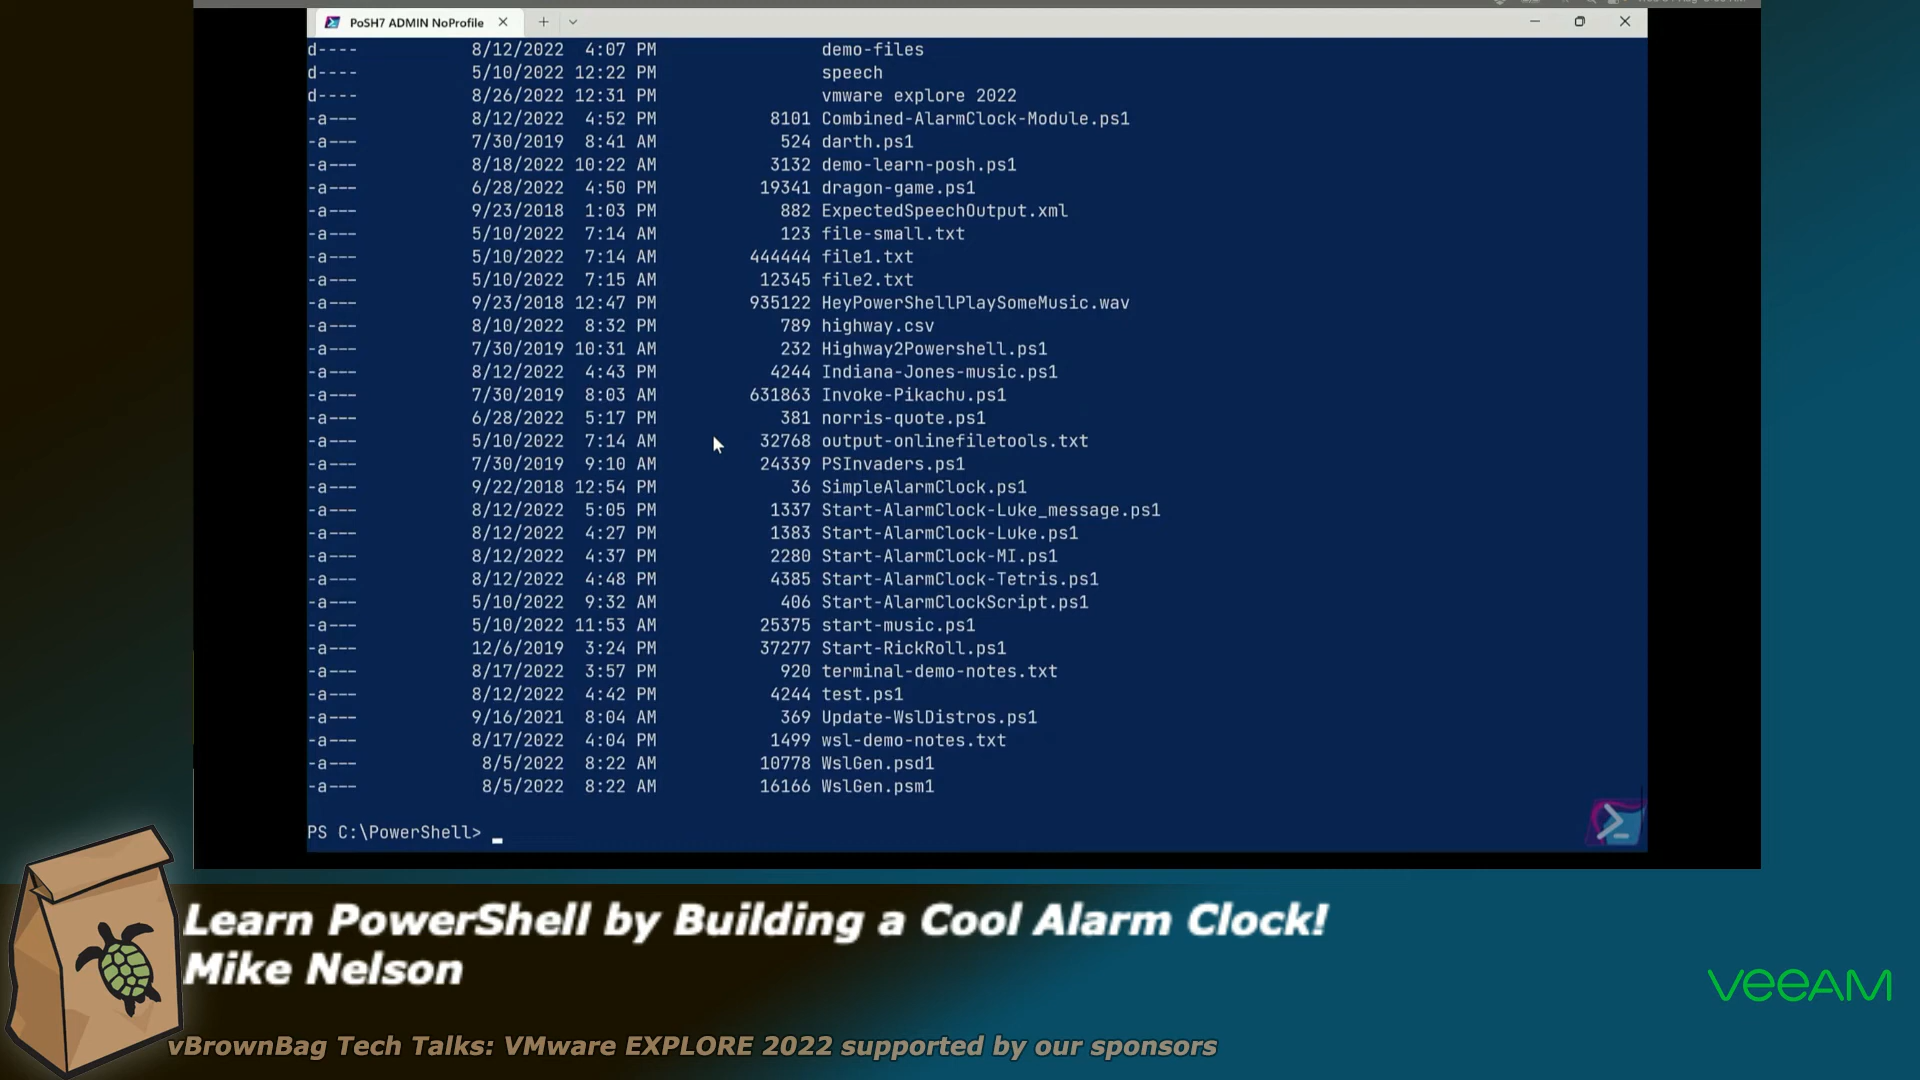 PoSH7 ADMIN NoProfile
d---- 8/12/2022 4:07 PM demo-files
d---- 5/10/2022 12:22 PM speech
d---- 8/26/2022 12:31 PM vmware explore 2022
-a--- 8/12/2022 4:52 PM 8101 Combined-AlarmClock-Module.ps1
-a--- 7/30/2019 8:41 AM 524 darth.ps1
-a--- 8/18/2022 10:22 AM 3132 demo-learn-posh.ps1
-a--- 6/28/2022 4:50 PM 19341 dragon-game.ps1
-a--- 9/23/2018 1:03 PM 882 ExpectedSpeechOutput.xml
-a--- 5/10/2022 7:14 AM 123 file-small.txt
-a--- 5/10/2022 7:14 AM 444444 file1.txt
-a--- 5/10/2022 7:15 AM 12345 file2.txt
-a--- 9/23/2018 12:47 PM 935122 HeyPowerShellPlaySomeMusic.wav
-a--- 8/10/2022 8:32 PM 789 highway.csv
-a--- 7/30/2019 10:31 AM 232 Highway2Powershell.ps1
-a--- 8/12/2022 4:43 PM 4244 Indiana-Jones-music.ps1
-a--- 7/30/2019 8:03 AM 631863 Invoke-Pikachu.ps1
-a--- 6/28/2022 5:17 PM 381 norris-quote.ps1
-a--- 5/10/2022 7:14 AM 32768 output-onlinefiletools.txt
-a--- 7/30/2019 9:10 AM 24339 PSInvaders.ps1
-a--- 9/22/2018 12:54 PM 36 SimpleAlarmClock.ps1
-a--- 8/12/2022 5:05 PM 1337 Start-AlarmClock-Luke_message.ps1
-a--- 8/12/2022 4:27 PM 1383 Start-AlarmClock-Luke.ps1
-a--- 8/12/2022 4:37 PM 2280 Start-AlarmClock-MI.ps1
-a--- 8/12/2022 4:48 PM 4385 Start-AlarmClock-Tetris.ps1
-a--- 5/10/2022 9:32 AM 406 Start-AlarmClockScript.ps1
-a--- 5/10/2022 11:53 AM 25375 start-music.ps1
-a--- 12/6/2019 3:24 PM 37277 Start-RickRoll.ps1
-a--- 8/17/2022 3:57 PM 920 terminal-demo-notes.txt
-a--- 8/12/2022 4:42 PM 4244 test.ps1
-a--- 9/16/2021 8:04 AM 369 Update-WslDistros.ps1
-a--- 8/17/2022 4:04 PM 1499 wsl-demo-notes.txt
-a--- 8/5/2022 8:22 AM 10778 WslGen.psd1
-a--- 8/5/2022 8:22 AM 16166 WslGen.psm1
PS C:\PowerShell>
Learn PowerShell by Building a Cool Alarm Clock!
Mike Nelson
veeAM
vBrownBag Tech Talks: VMware EXPLORE 2022 supported by our sponsors